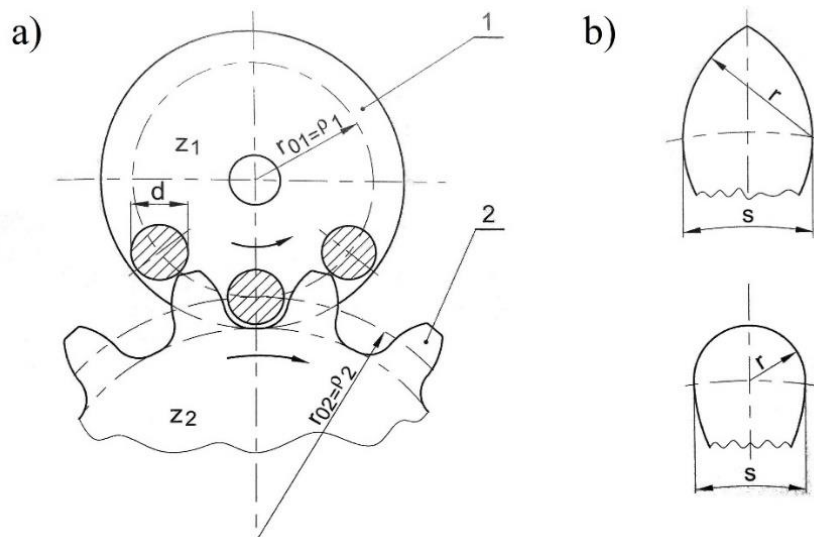 a)
1
b)
z₁
r₀₁=ρ₁
r
d
2
s
r₀₂=ρ₂
z₂
r
s